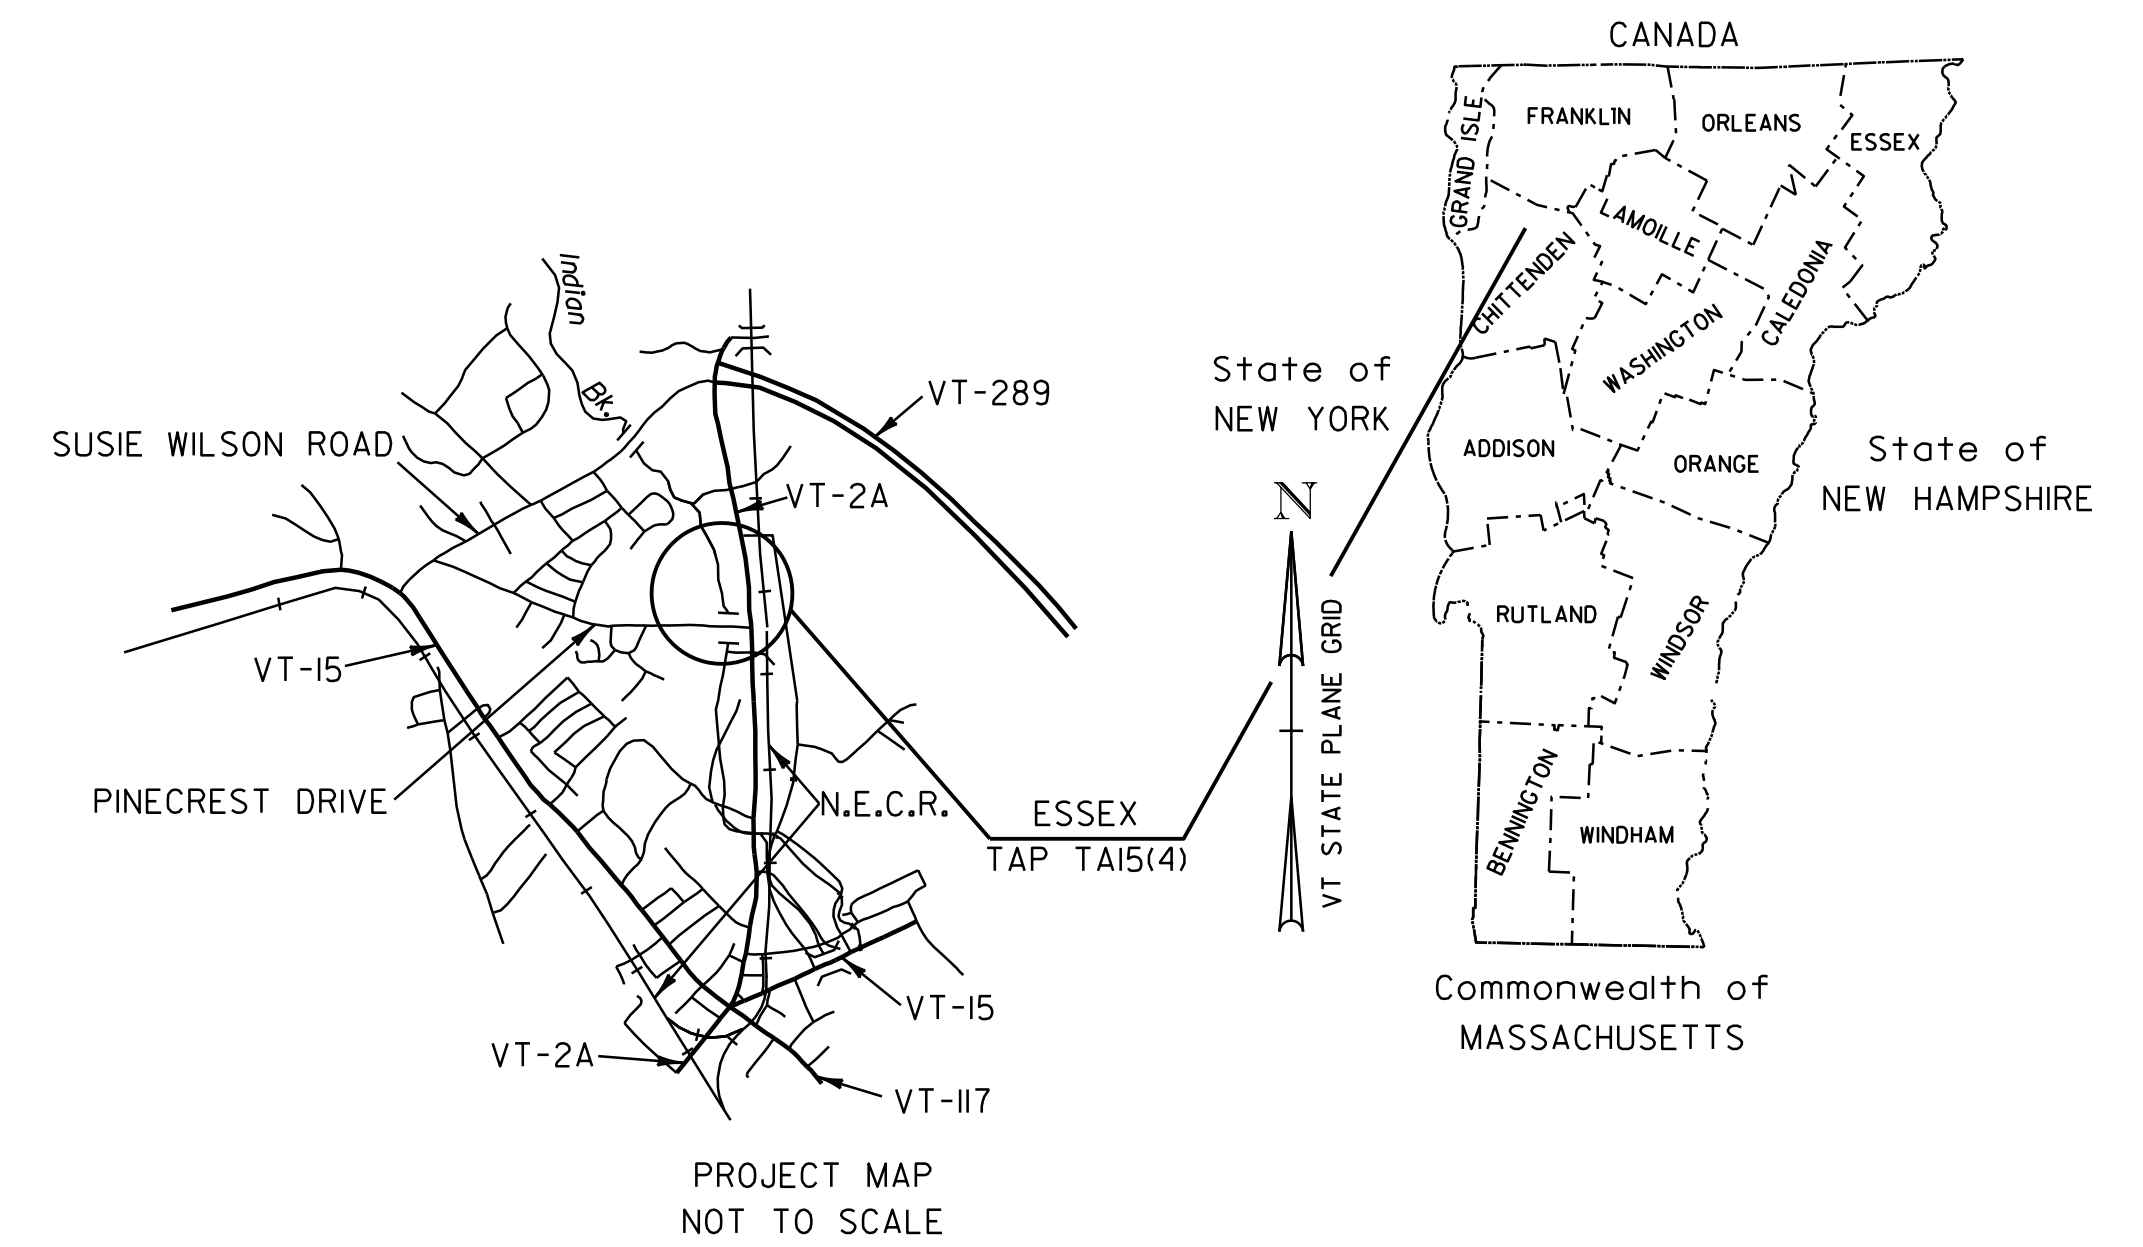 CANADA
FRANKLIN
ORLEANS
ESSEX
GRAND ISLE
LAMOILLE
CHITTENDEN
CALEDONIA
WASHINGTON
State of
NEW YORK
ADDISON
ORANGE
State of
NEW HAMPSHIRE
RUTLAND
WINDSOR
BENNINGTON
WINDHAM
Commonwealth of
MASSACHUSETTS
N
VT STATE PLANE GRID
Indian
Bk.
VT-289
SUSIE WILSON ROAD
VT-2A
VT-15
PINECREST DRIVE
N.E.C.R.
ESSEX
TAP TA15(4)
VT-15
VT-2A
VT-117
PROJECT MAP
NOT TO SCALE